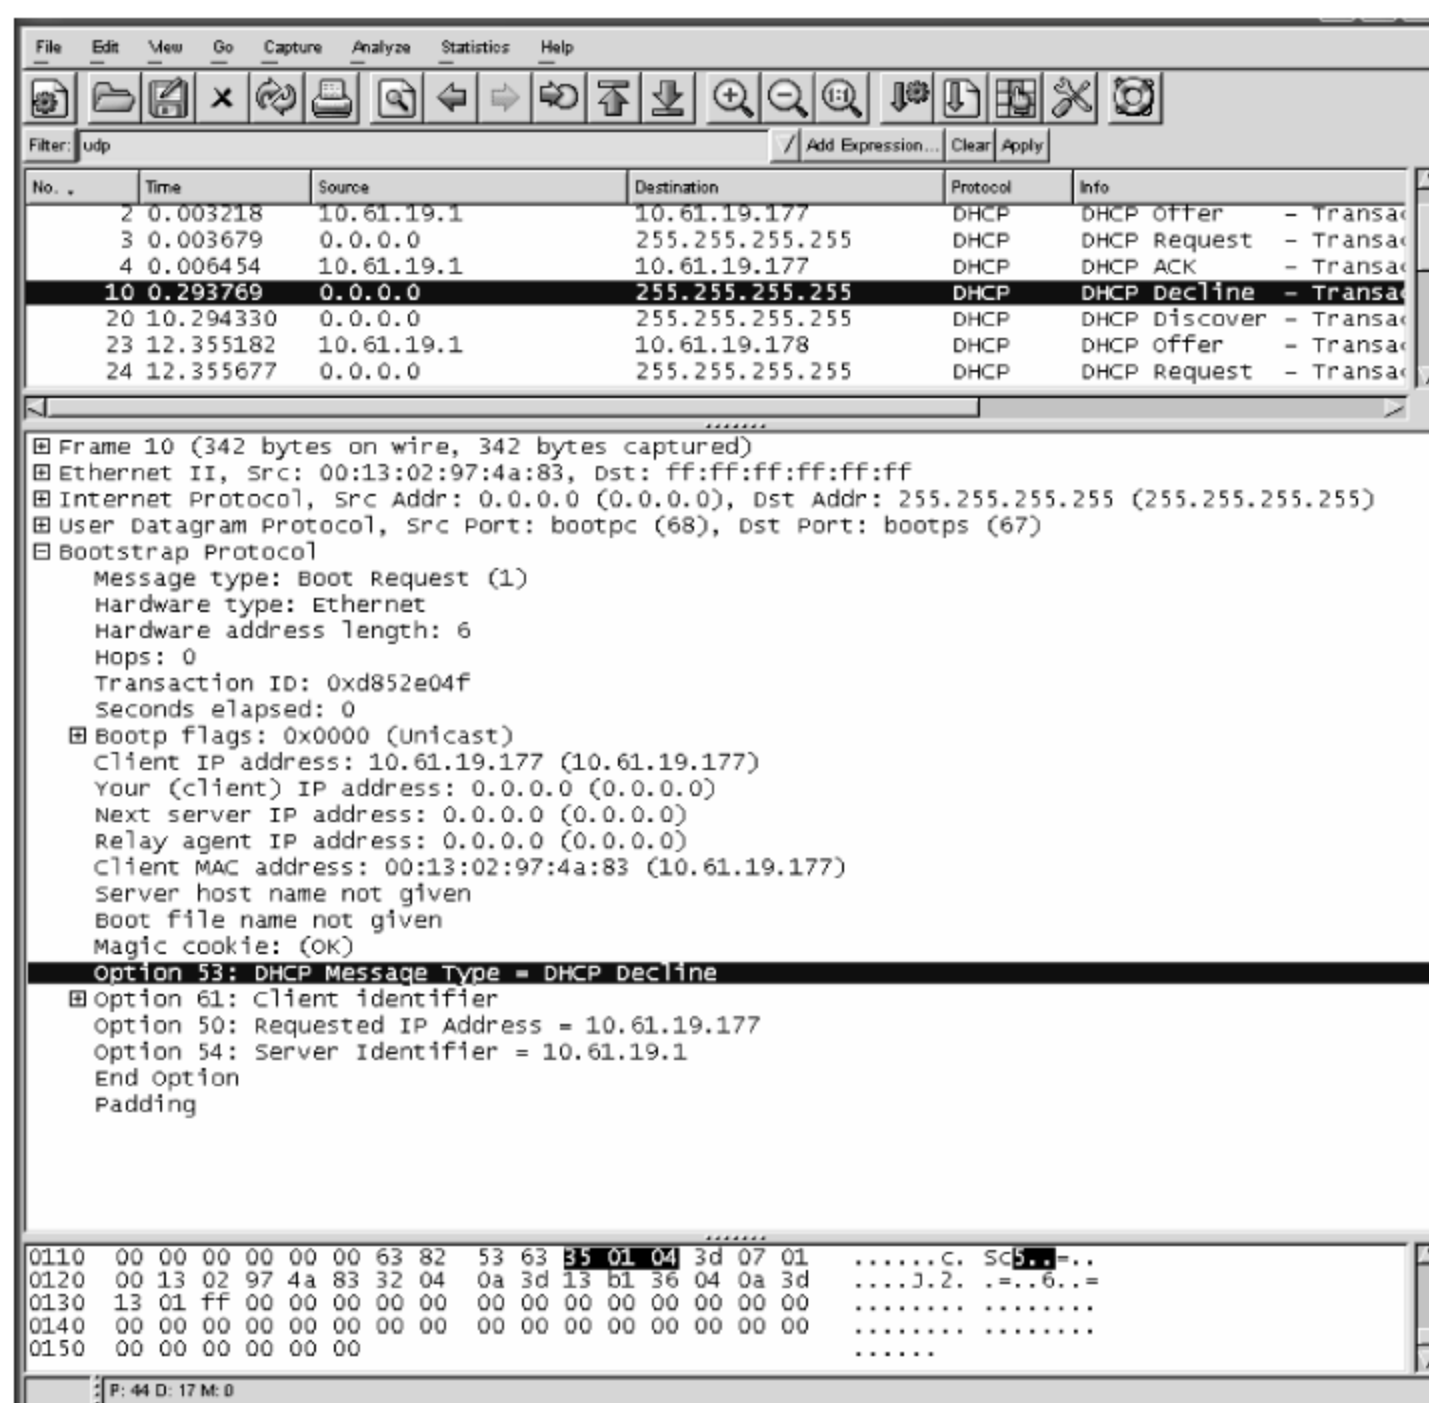 File Edit View Go Capture Analyze Statistics Help
Filter: udp Add Expression... Clear Apply
No. . Time Source Destination Protocol Info
2 0.003218 10.61.19.1 10.61.19.177 DHCP DHCP Offer - Transac
3 0.003679 0.0.0.0 255.255.255.255 DHCP DHCP Request - Transac
4 0.006454 10.61.19.1 10.61.19.177 DHCP DHCP ACK - Transac
10 0.293769 0.0.0.0 255.255.255.255 DHCP DHCP Decline - Transac
20 10.294330 0.0.0.0 255.255.255.255 DHCP DHCP Discover - Transac
23 12.355182 10.61.19.1 10.61.19.178 DHCP DHCP Offer - Transac
24 12.355677 0.0.0.0 255.255.255.255 DHCP DHCP Request - Transac
Frame 10 (342 bytes on wire, 342 bytes captured)
Ethernet II, Src: 00:13:02:97:4a:83, Dst: ff:ff:ff:ff:ff:ff
Internet Protocol, Src Addr: 0.0.0.0 (0.0.0.0), Dst Addr: 255.255.255.255 (255.255.255.255)
User Datagram Protocol, Src Port: bootpc (68), Dst Port: bootps (67)
Bootstrap Protocol
Message type: Boot Request (1)
Hardware type: Ethernet
Hardware address length: 6
Hops: 0
Transaction ID: 0xd852e04f
Seconds elapsed: 0
Bootp flags: 0x0000 (Unicast)
Client IP address: 10.61.19.177 (10.61.19.177)
Your (client) IP address: 0.0.0.0 (0.0.0.0)
Next server IP address: 0.0.0.0 (0.0.0.0)
Relay agent IP address: 0.0.0.0 (0.0.0.0)
Client MAC address: 00:13:02:97:4a:83 (10.61.19.177)
Server host name not given
Boot file name not given
Magic cookie: (OK)
Option 53: DHCP Message Type = DHCP Decline
Option 61: Client identifier
Option 50: Requested IP Address = 10.61.19.177
Option 54: Server Identifier = 10.61.19.1
End Option
Padding
0110 00 00 00 00 00 00 63 82 53 63 35 01 04 3d 07 01 ......c. Sc5..=..
0120 00 13 02 97 4a 83 32 04 0a 3d 13 b1 36 04 0a 3d ....J.2. .=..6..=
0130 13 01 ff 00 00 00 00 00 00 00 00 00 00 00 00 00 ........ ........
0140 00 00 00 00 00 00 00 00 00 00 00 00 00 00 00 00 ........ ........
0150 00 00 00 00 00 00 ......
P: 44 D: 17 M: 0